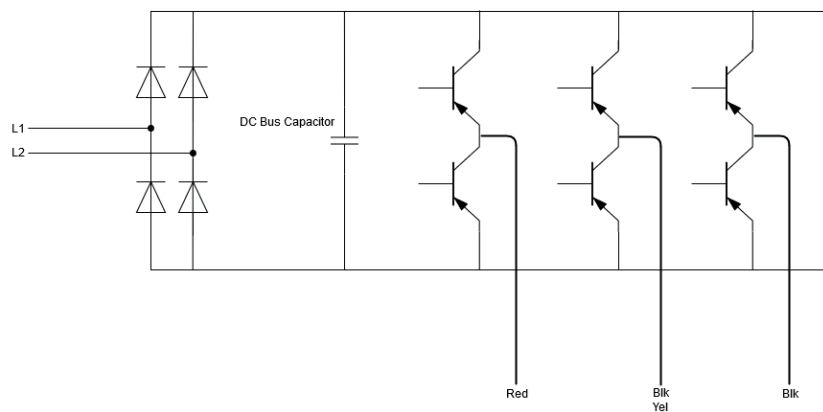 DC Bus Capacitor
L1
L2
Red
Blk
Yel
Blk